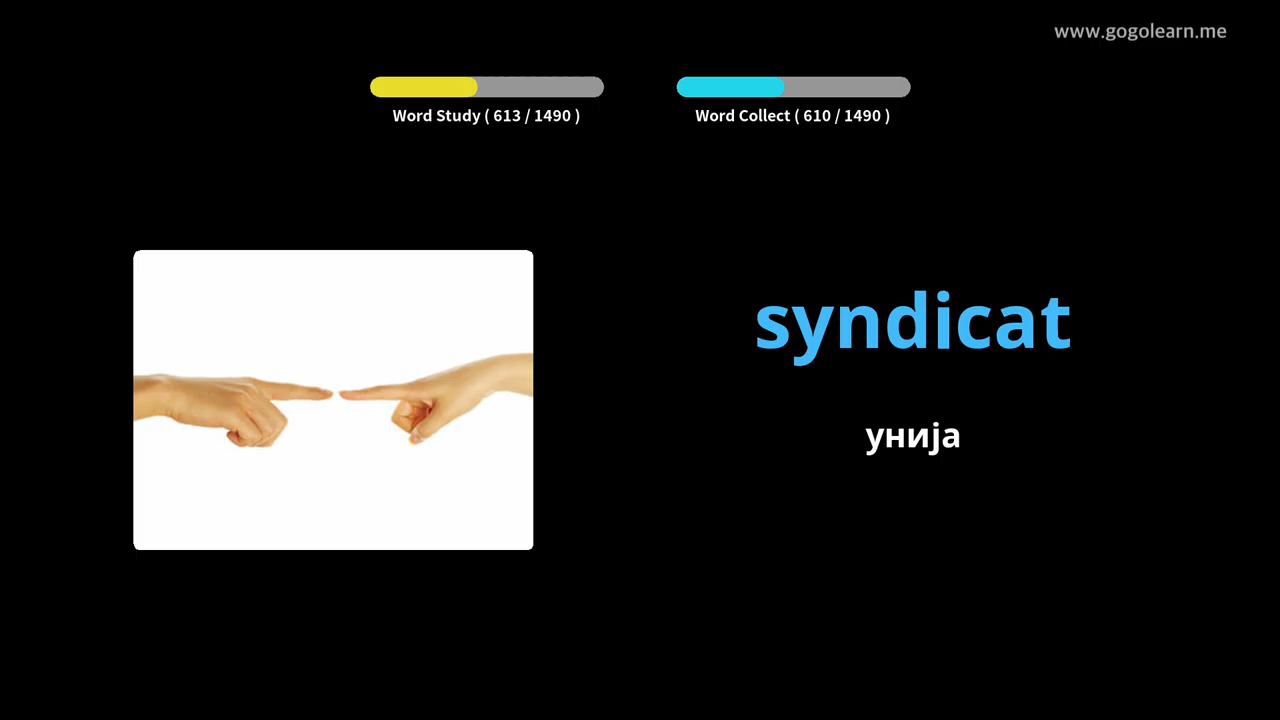 www.gogolearn.me
Word Study ( 613 / 1490 )
Word Collect ( 610 / 1490 )
syndicat
унија